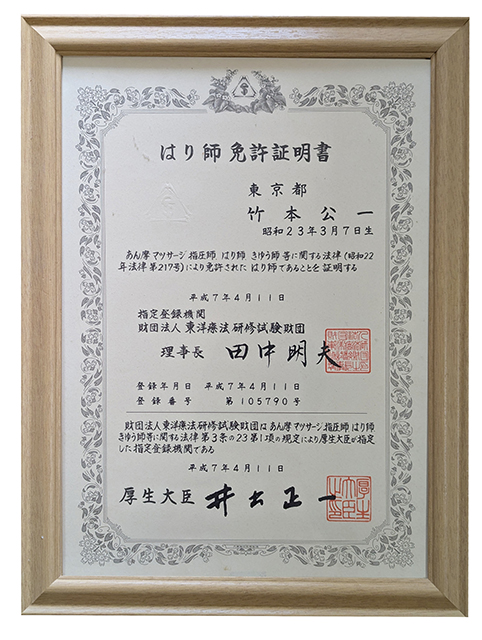 はり師免許証明書
東京都
竹本公一
昭和23年3月7日生
あん摩マツサージ指圧師 はり師 きゆう師等に関する法律(昭和22
年法律第217号)により免許された はり師であることを証明する
平成7年4月11日
指定登録機関
財団法人 東洋療法研修試験財団
理事長 田中明夫
登録年月日 平成7年4月11日
登録番号 第105790号
財団法人東洋療法研修試験財団は あん摩マツサージ指圧師 はり師
きゆう師等に関する法律第3条の23第1項の規定により厚生大臣が指定
した指定登録機関である
平成7年4月11日
厚生大臣 井出正一